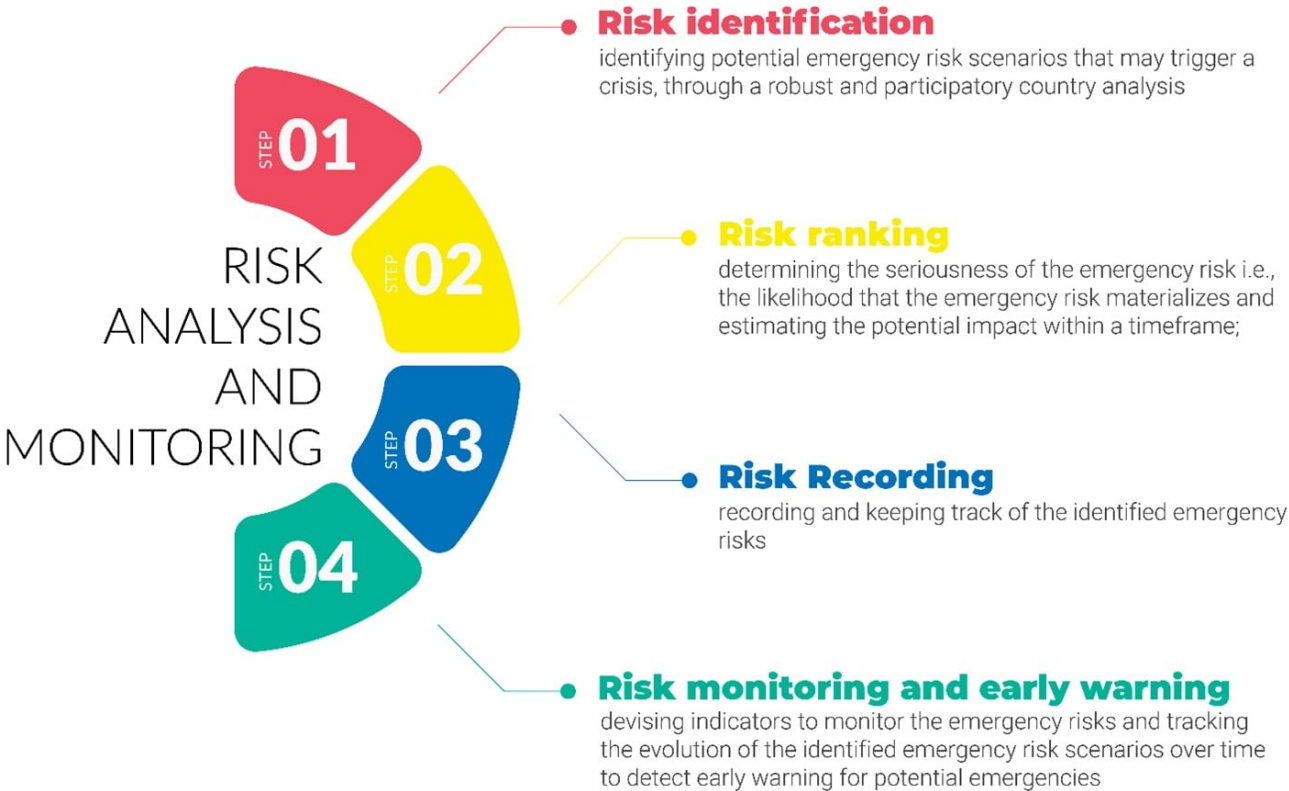 RISK
ANALYSIS
AND
MONITORING
STEP 01
Risk identification
identifying potential emergency risk scenarios that may trigger a
crisis, through a robust and participatory country analysis
STEP 02
Risk ranking
determining the seriousness of the emergency risk i.e.,
the likelihood that the emergency risk materializes and
estimating the potential impact within a timeframe;
STEP 03
Risk Recording
recording and keeping track of the identified emergency
risks
STEP 04
Risk monitoring and early warning
devising indicators to monitor the emergency risks and tracking
the evolution of the identified emergency risk scenarios over time
to detect early warning for potential emergencies